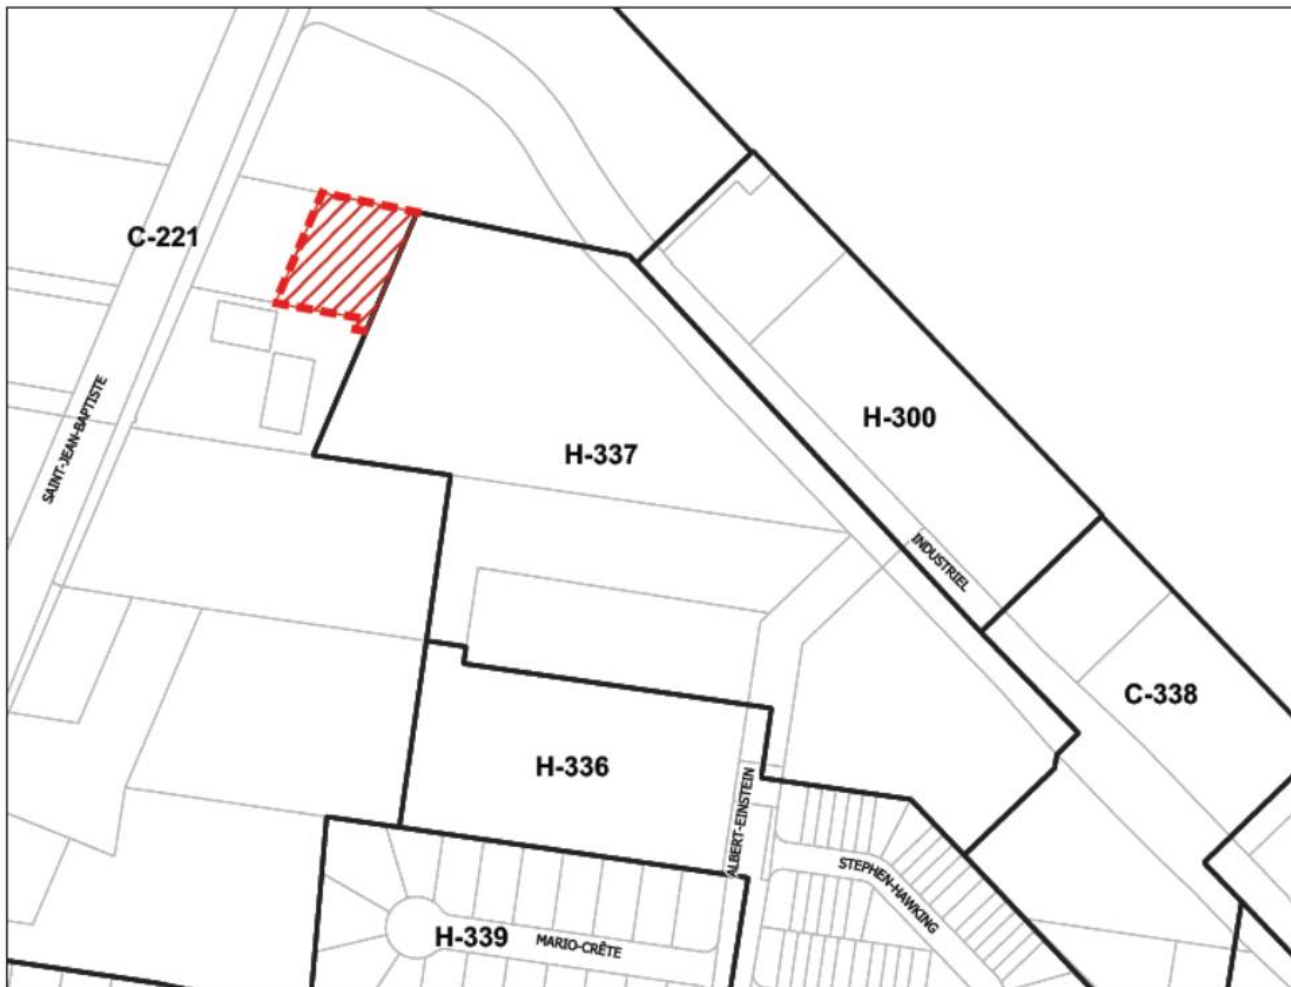 C-221
SAINT-JEAN-BAPTISTE
H-300
H-337
INDUSTRIEL
C-338
H-336
ALBERT-EINSTEIN
STEPHEN-HAWKING
H-339
MARIO-CRÊTE